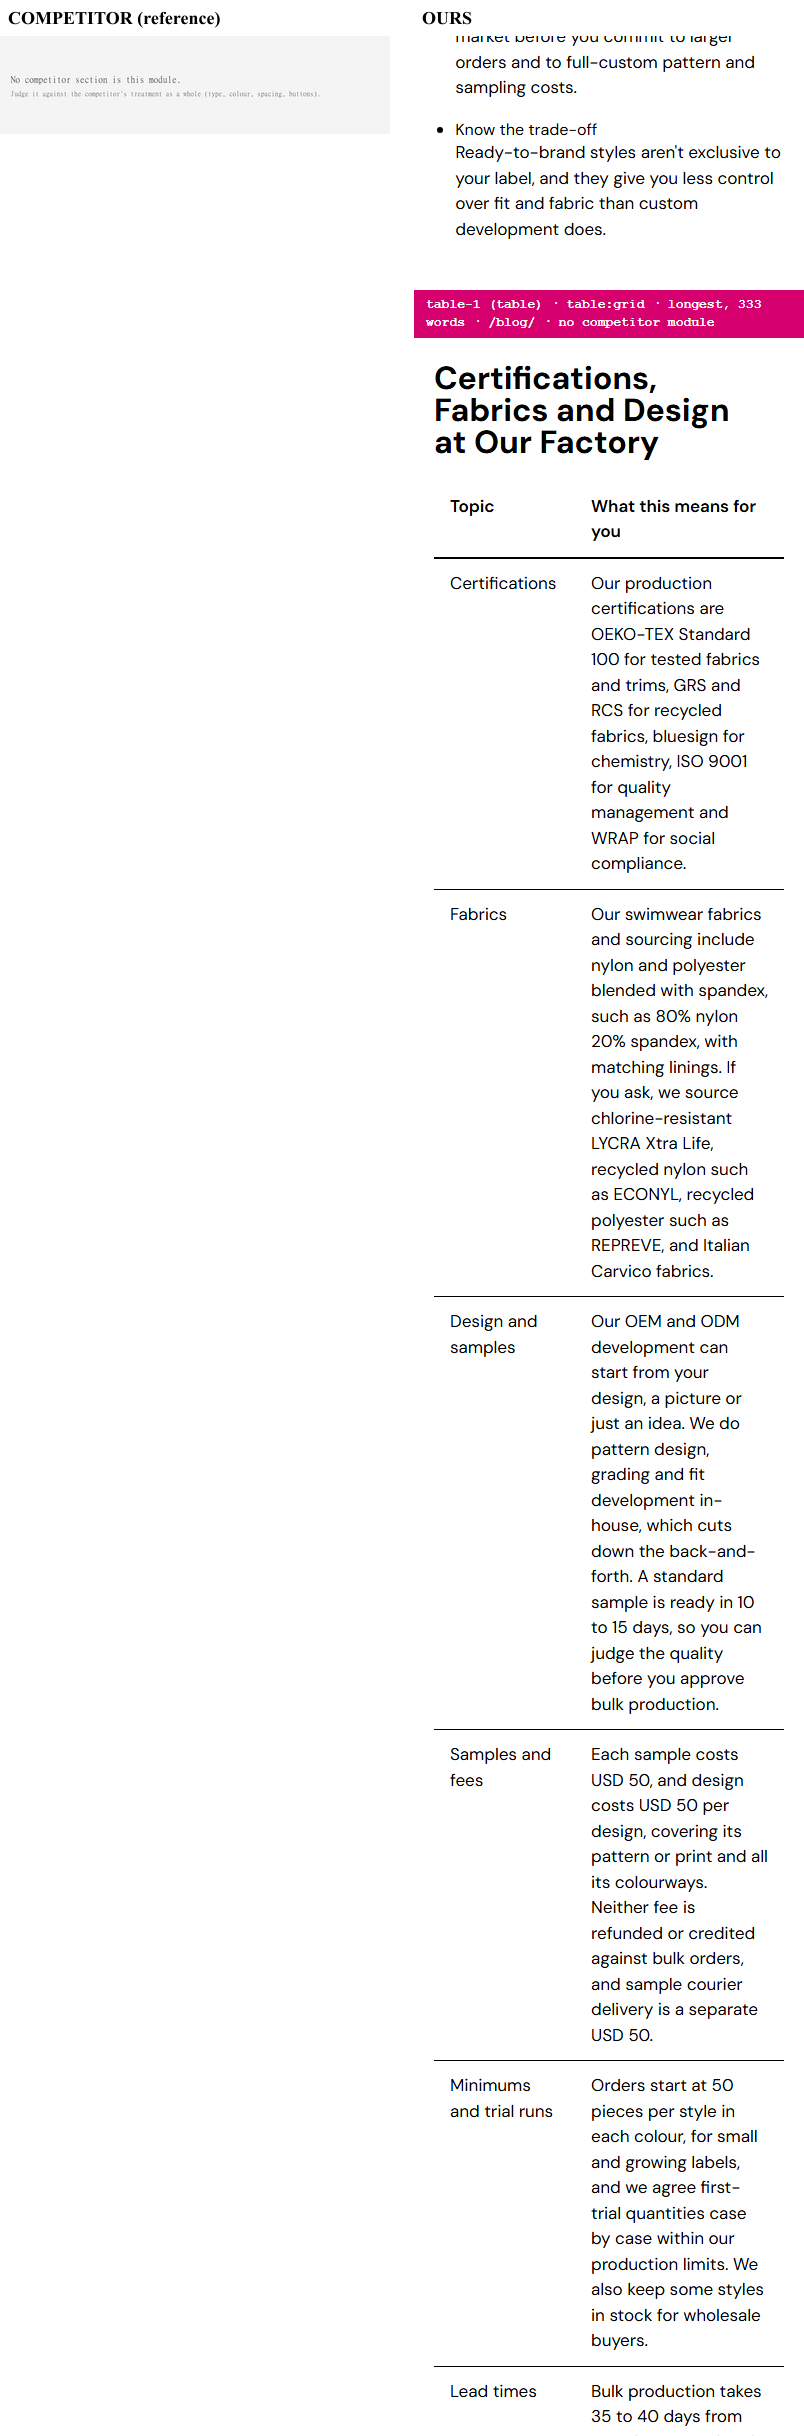 COMPETITOR (reference)
No competitor section is this module.
Judge it against the competitor's treatment as a whole (type, colour, spacing, buttons).
OURS
market before you commit to larger
orders and to full-custom pattern and
sampling costs.
• Know the trade-off
Ready-to-brand styles aren't exclusive to
your label, and they give you less control
over fit and fabric than custom
development does.
table-1 (table) · table:grid · longest, 333
words · /blog/ · no competitor module
Certifications,
Fabrics and Design
at Our Factory
Topic
What this means for
you
Certifications
Our production
certifications are
OEKO-TEX Standard
100 for tested fabrics
and trims, GRS and
RCS for recycled
fabrics, bluesign for
chemistry, ISO 9001
for quality
management and
WRAP for social
compliance.
Fabrics
Our swimwear fabrics
and sourcing include
nylon and polyester
blended with spandex,
such as 80% nylon
20% spandex, with
matching linings. If
you ask, we source
chlorine-resistant
LYCRA Xtra Life,
recycled nylon such
as ECONYL, recycled
polyester such as
REPREVE, and Italian
Carvico fabrics.
Design and
samples
Our OEM and ODM
development can
start from your
design, a picture or
just an idea. We do
pattern design,
grading and fit
development in-
house, which cuts
down the back-and-
forth. A standard
sample is ready in 10
to 15 days, so you can
judge the quality
before you approve
bulk production.
Samples and
fees
Each sample costs
USD 50, and design
costs USD 50 per
design, covering its
pattern or print and all
its colourways.
Neither fee is
refunded or credited
against bulk orders,
and sample courier
delivery is a separate
USD 50.
Minimums
and trial runs
Orders start at 50
pieces per style in
each colour, for small
and growing labels,
and we agree first-
trial quantities case
by case within our
production limits. We
also keep some styles
in stock for wholesale
buyers.
Lead times
Bulk production takes
35 to 40 days from